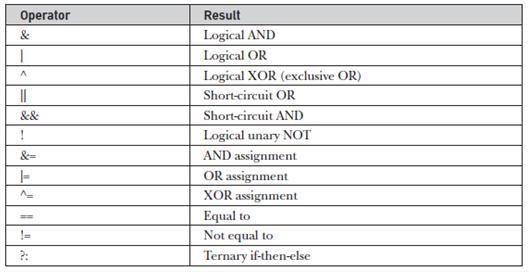 Operator Result
& Logical AND
| Logical OR
^ Logical XOR (exclusive OR)
|| Short-circuit OR
&& Short-circuit AND
! Logical unary NOT
&= AND assignment
|= OR assignment
^= XOR assignment
== Equal to
!= Not equal to
?: Ternary if-then-else